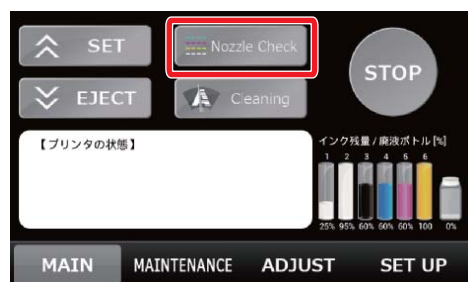 SET
Nozzle Check
STOP
EJECT
Cleaning
【プリンタの状態】
インク残量/廃液ボトル[%]
1 2 3 4 5 6
25% 95% 60% 60% 60% 100 0%
MAIN MAINTENANCE ADJUST SET UP